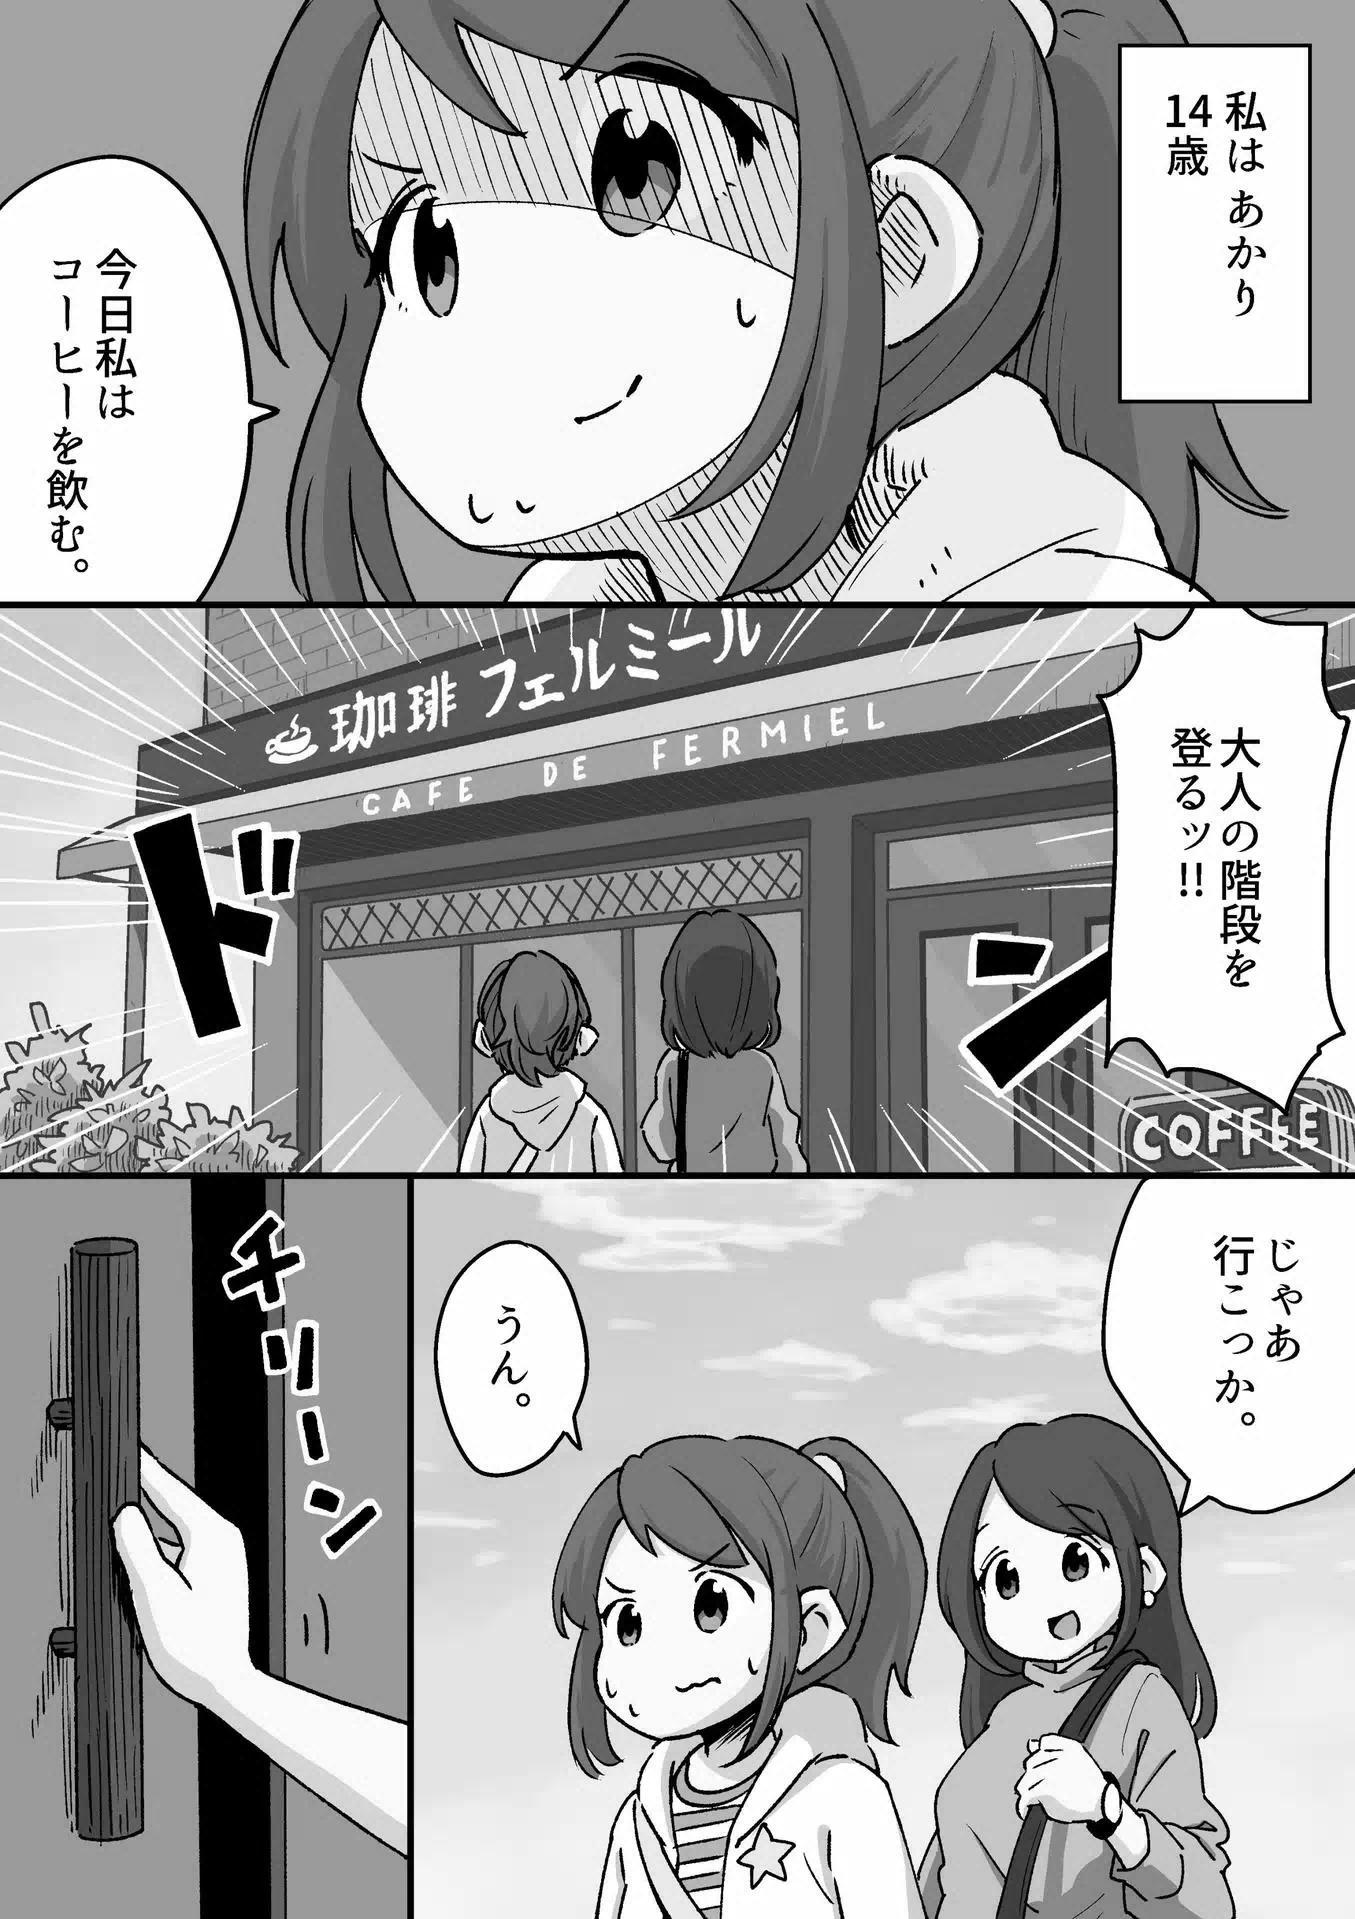 私は あかり
14歳
今日私は
コーヒーを飲む。
大人の階段を
登るッ!!
珈琲 フェルミール
CAFE DE FERMIEL
ドン
COFFEE
じゃあ
行こっか。
うん。
チリーン